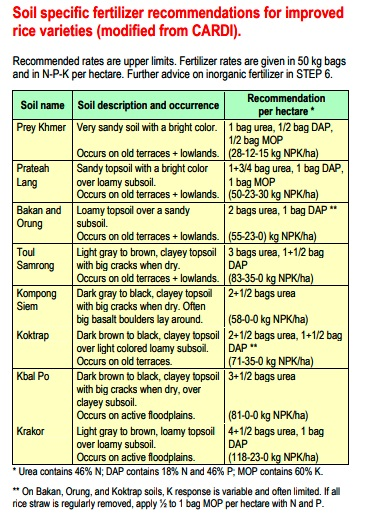 Soil specific fertilizer recommendations for improved
rice varieties (modified from CARDI).
Recommended rates are upper limits. Fertilizer rates are given in 50 kg bags
and in N-P-K per hectare. Further advice on inorganic fertilizer in STEP 6.
Soil name Soil description and occurrence Recommendation
per hectare *
Prey Khmer Very sandy soil with a bright color. 1 bag urea, 1/2 bag DAP,
1/2 bag MOP
Occurs on old terraces + lowlands. (28-12-15 kg NPK/ha)
Prateah Sandy topsoil with a bright color 1+3/4 bag urea, 1 bag DAP,
Lang over loamy subsoil. 1 bag MOP
Occurs on old terraces + lowlands. (50-23-30 kg NPK/ha)
Bakan and Loamy topsoil over a sandy 2 bags urea, 1 bag DAP **
Orung subsoil.
Occurs on old terraces + lowlands. (55-23-0) kg NPK/ha)
Toul Light gray to brown, clayey topsoil 3 bags urea, 1+1/2 bag
Samrong with big cracks when dry. DAP
Occurs on old terraces + lowlands. (83-35-0 kg NPK/ha)
Kompong Dark gray to black, clayey topsoil 2+1/2 bags urea
Siem with big cracks when dry. Often
big basalt boulders lay around. (58-0-0 kg NPK/ha)
Koktrap Dark brown to black, clayey topsoil 2+1/2 bags urea, 1+1/2 bag
over light colored loamy subsoil. DAP **
Occurs on old terraces. (71-35-0 kg NPK/ha)
Kbal Po Dark brown to black, clayey topsoil 3+1/2 bags urea
with big cracks when dry, over
clayey subsoil.
Occurs on active floodplains. (81-0-0 kg NPK/ha)
Krakor Light gray to brown, loamy topsoil 4+1/2 bags urea, 1 bag
over loamy subsoil. DAP
Occurs on active floodplains. (118-23-0 kg NPK/ha)
* Urea contains 46% N; DAP contains 18% N and 46% P; MOP contains 60% K.
** On Bakan, Orung, and Koktrap soils, K response is variable and often limited. If all
rice straw is regularly removed, apply ½ to 1 bag MOP per hectare with N and P.